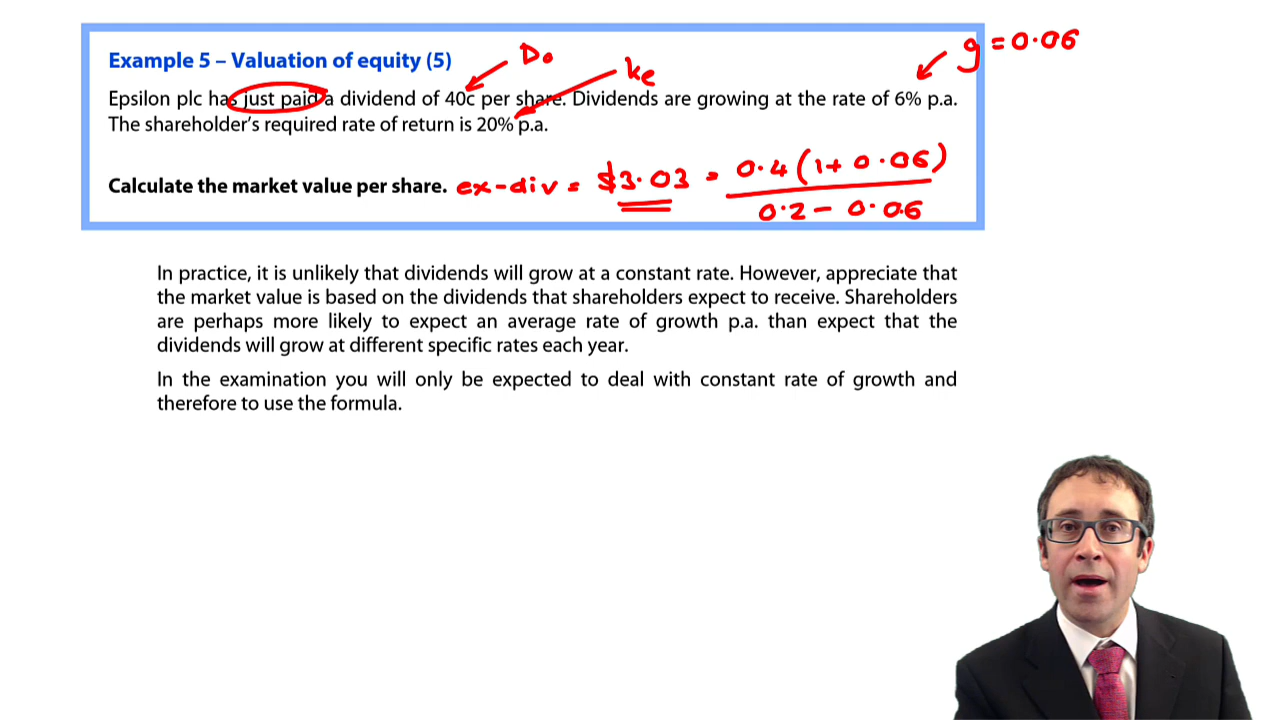 Example 5 – Valuation of equity (5)
D₀
ke
g = 0.06
Epsilon plc has just paid a dividend of 40c per share. Dividends are growing at the rate of 6% p.a.
The shareholder's required rate of return is 20% p.a.
Calculate the market value per share. ex-div = $3.03 = 0.4(1+0.06)
0.2 – 0.06
In practice, it is unlikely that dividends will grow at a constant rate. However, appreciate that
the market value is based on the dividends that shareholders expect to receive. Shareholders
are perhaps more likely to expect an average rate of growth p.a. than expect that the
dividends will grow at different specific rates each year.
In the examination you will only be expected to deal with constant rate of growth and
therefore to use the formula.